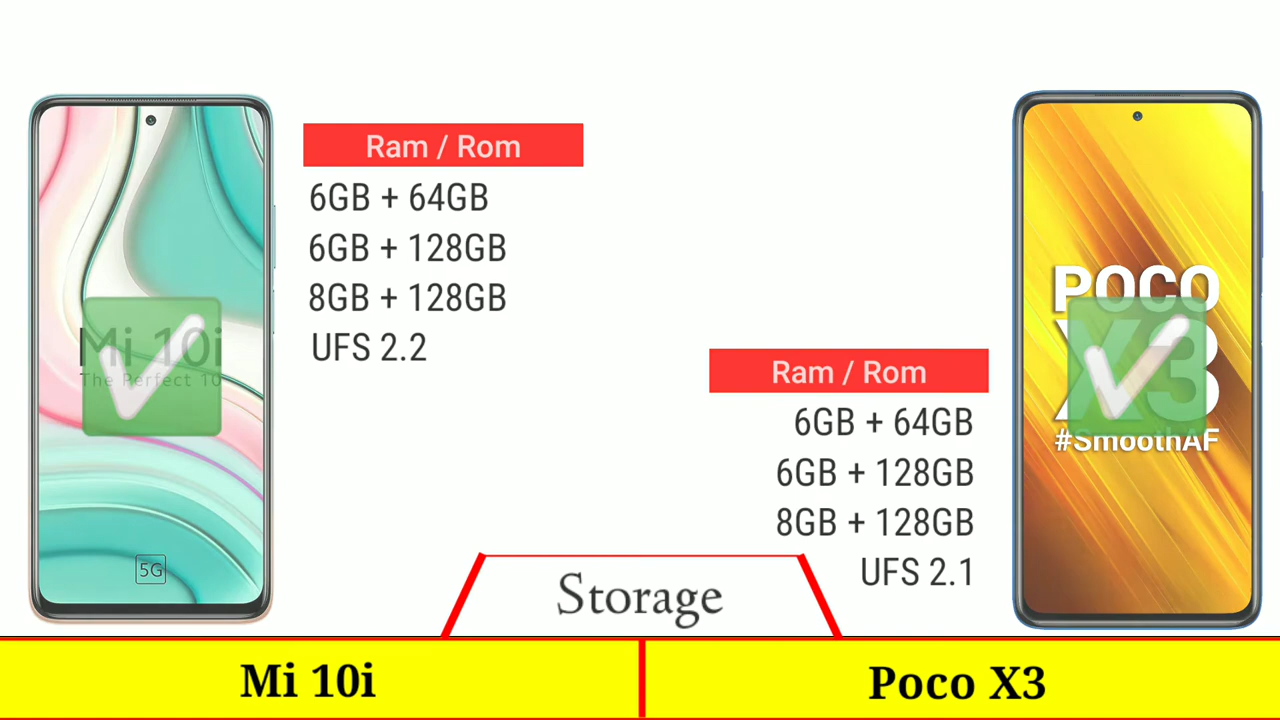 Ram / Rom
6GB + 64GB
6GB + 128GB
8GB + 128GB
UFS 2.2
Mi 10i
The Perfect 10
5G
Ram / Rom
6GB + 64GB
6GB + 128GB
8GB + 128GB
UFS 2.1
POCO
X3
#SmoothAF
Storage
Mi 10i
Poco X3